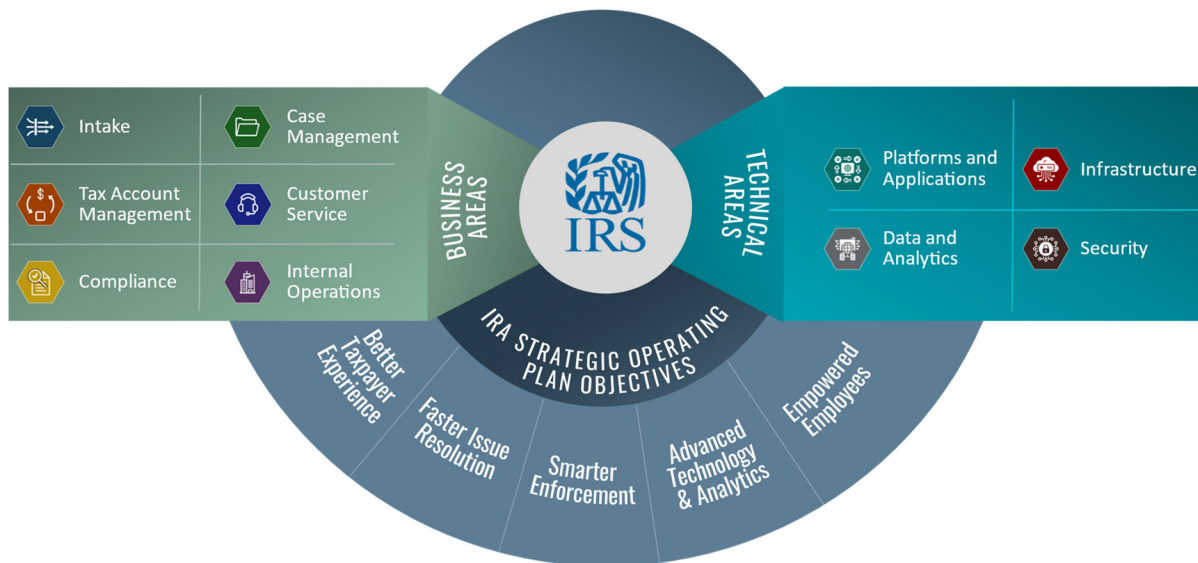 Intake
Case
Management
Tax Account
Management
Customer
Service
Compliance
Internal
Operations
BUSINESS
AREAS
IRS
TECHNICAL
AREAS
Platforms and
Applications
Infrastructure
Data and
Analytics
Security
IRA STRATEGIC OPERATING
PLAN OBJECTIVES
Better
Taxpayer
Experience
Faster Issue
Resolution
Smarter
Enforcement
Advanced
Technology
& Analytics
Empowered
Employees